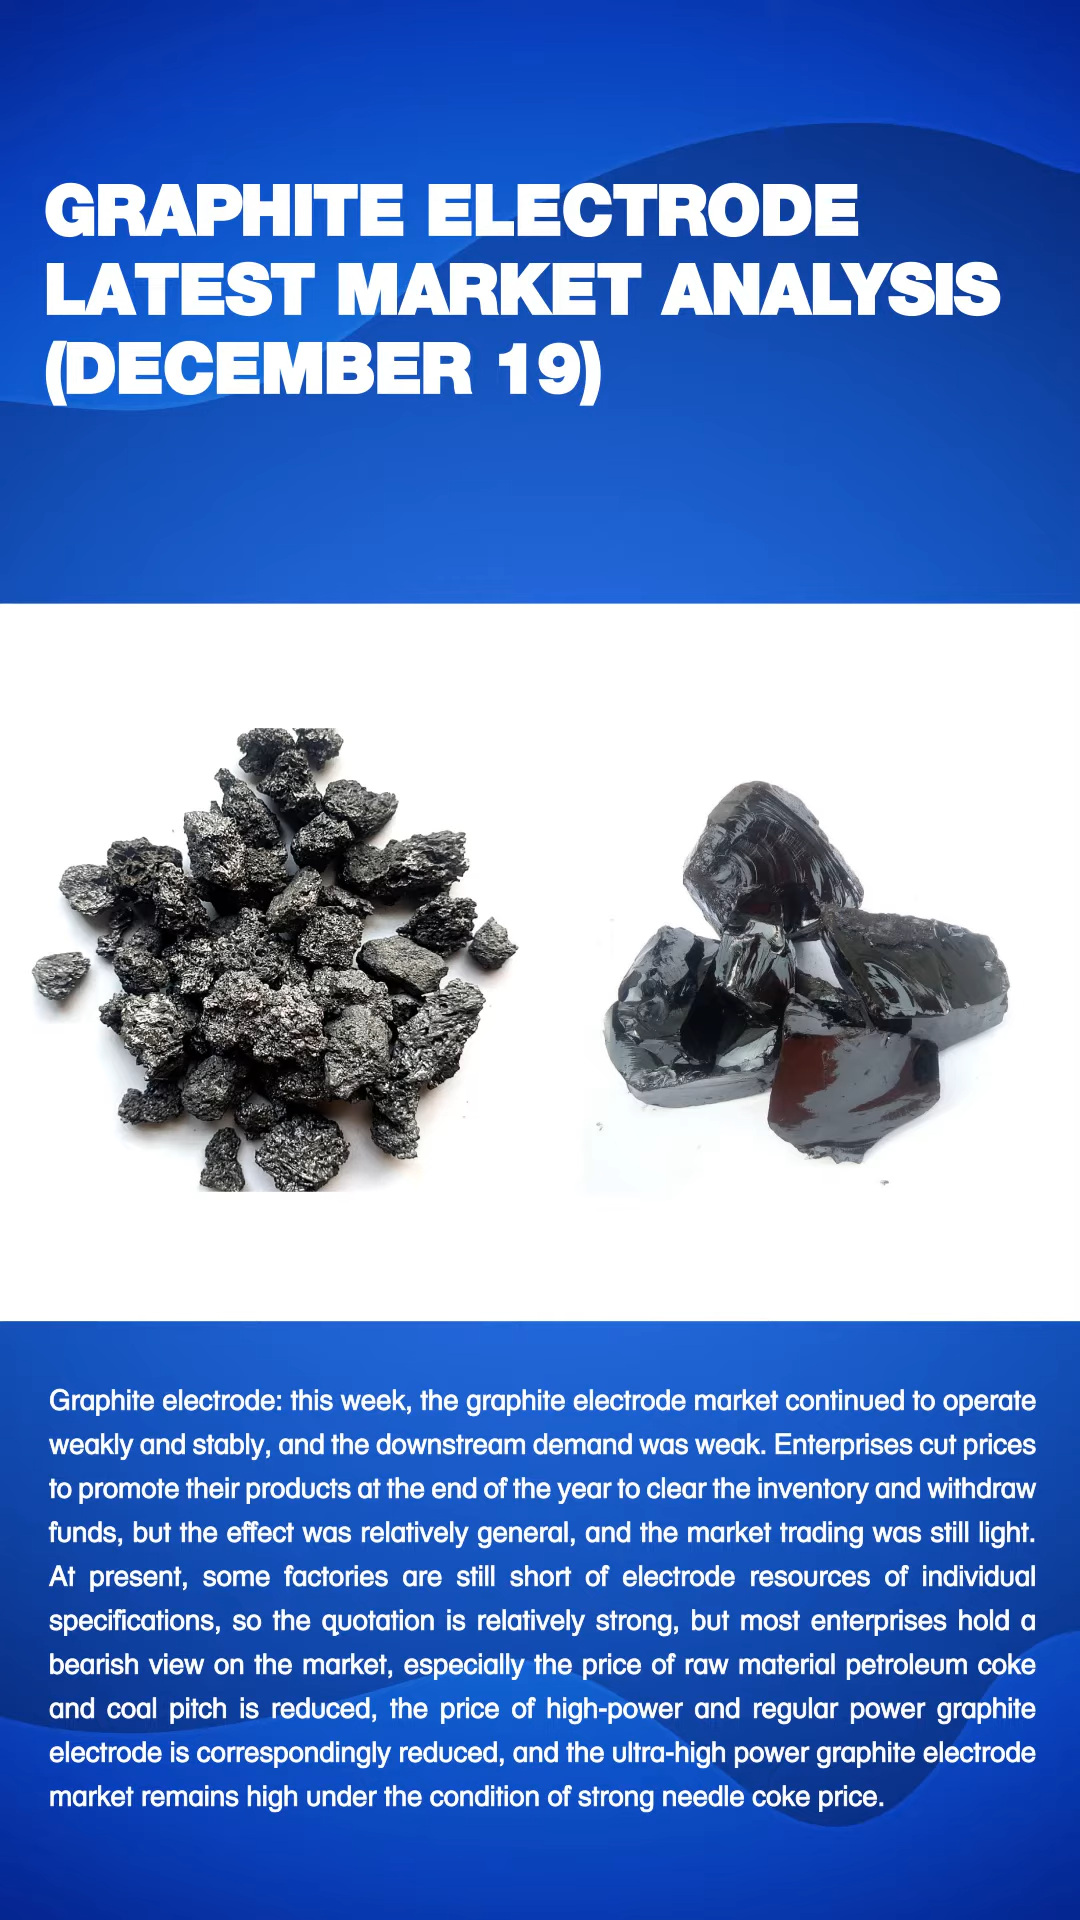 GRAPHITE ELECTRODE
LATEST MARKET ANALYSIS
(DECEMBER 19)
Graphite electrode: this week, the graphite electrode market continued to operate
weakly and stably, and the downstream demand was weak. Enterprises cut prices
to promote their products at the end of the year to clear the inventory and withdraw
funds, but the effect was relatively general, and the market trading was still light.
At present, some factories are still short of electrode resources of individual
specifications, so the quotation is relatively strong, but most enterprises hold a
bearish view on the market, especially the price of raw material petroleum coke
and coal pitch is reduced, the price of high-power and regular power graphite
electrode is correspondingly reduced, and the ultra-high power graphite electrode
market remains high under the condition of strong needle coke price.